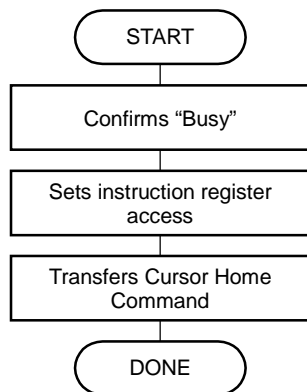 START
Confirms “Busy”
Sets instruction register
access
Transfers Cursor Home
Command
DONE